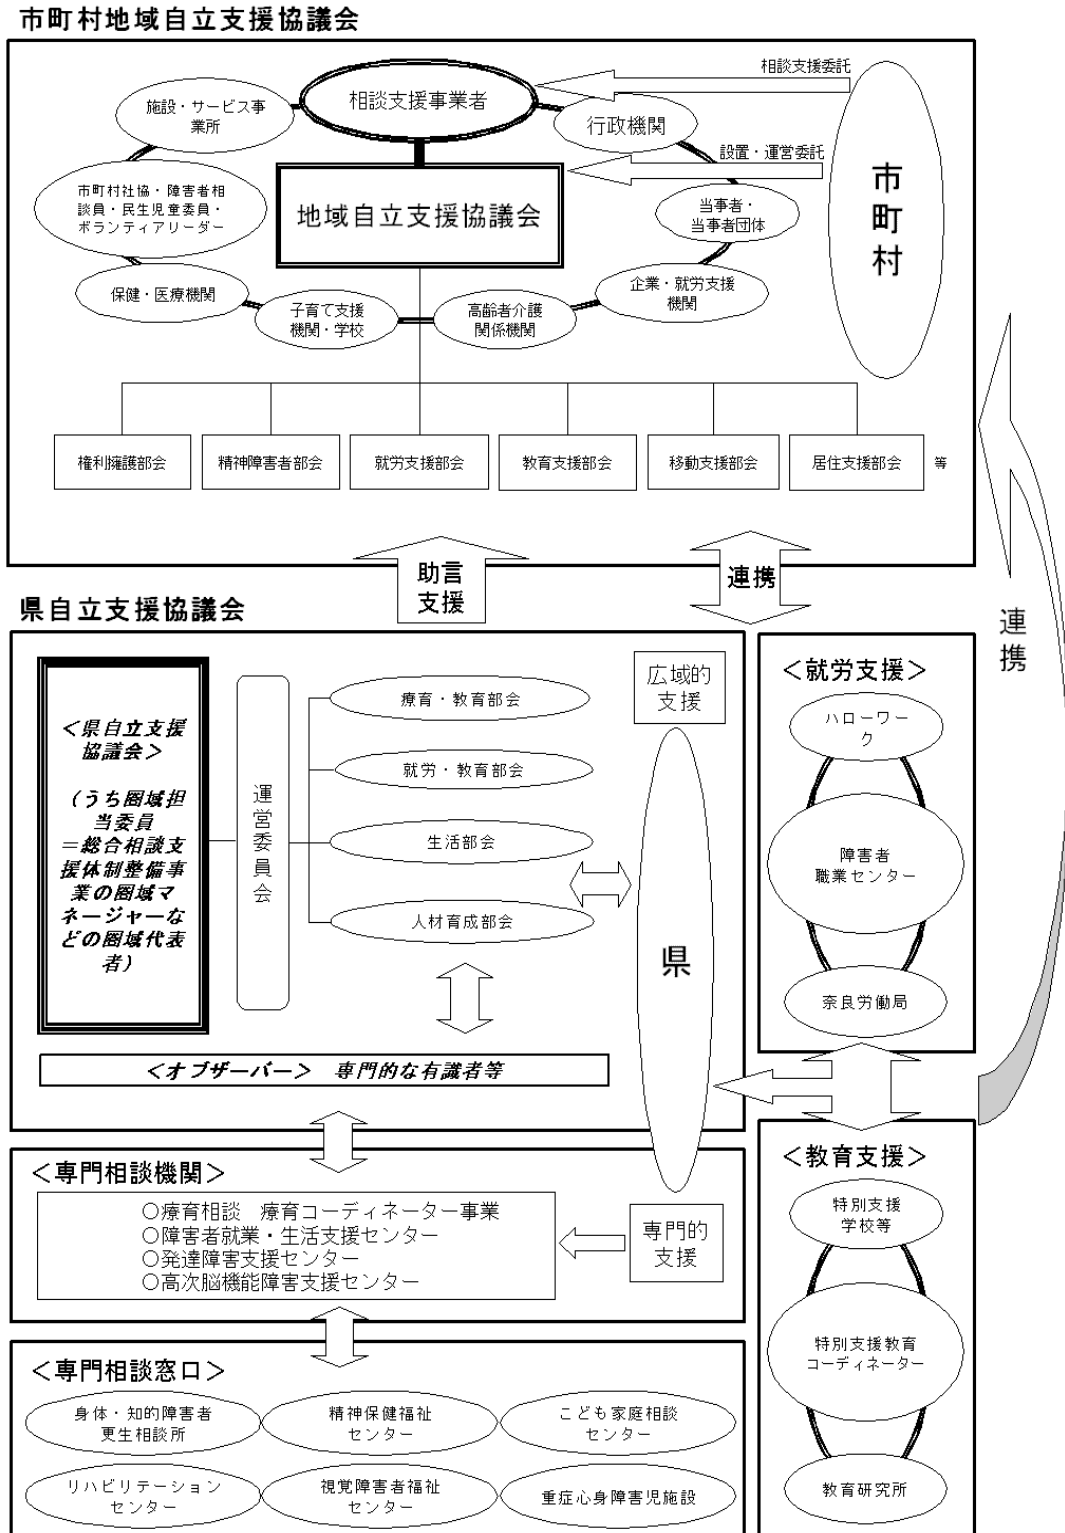 市町村地域自立支援協議会
相談支援委託
相談支援事業者
施設・サービス事
業所
行政機関
設置・運営委託
市町村
市町村社協・障害者相
談員・民生児童委員・
ボランティアリーダー
地域自立支援協議会
当事者・
当事者団体
保健・医療機関
企業・就労支援
機関
子育て支援
機関・学校
高齢者介護
関係機関
権利擁護部会
精神障害者部会
就労支援部会
教育支援部会
移動支援部会
居住支援部会
等
助言
支援
連携
連携
県自立支援協議会
＜県自立支援
協議会＞
（うち圏域担
当委員
＝総合相談支
援体制整備事
業の圏域マ
ネージャーな
どの圏域代表
者）
運営委員会
療育・教育部会
就労・教育部会
生活部会
人材育成部会
広域的
支援
県
＜オブザーバー＞　専門的な有識者等
＜就労支援＞
ハローワー
ク
障害者
職業センター
奈良労働局
＜専門相談機関＞
○療育相談　療育コーディネーター事業
○障害者就業・生活支援センター
○発達障害支援センター
○高次脳機能障害支援センター
専門的
支援
＜教育支援＞
特別支援
学校等
特別支援教育
コーディネーター
教育研究所
＜専門相談窓口＞
身体・知的障害者
更生相談所
精神保健福祉
センター
こども家庭相談
センター
リハビリテーション
センター
視覚障害者福祉
センター
重症心身障害児施設